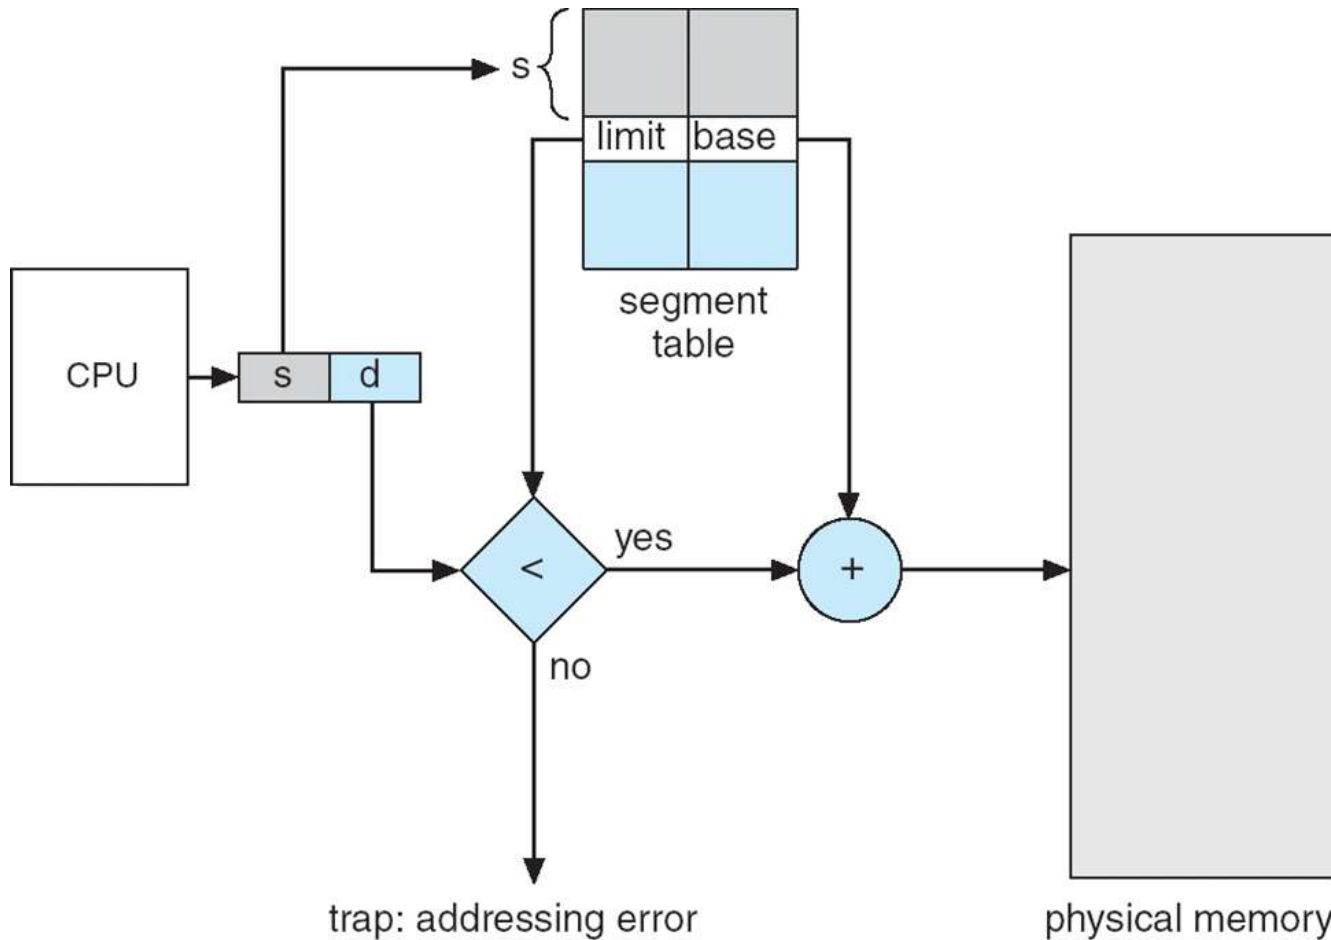 s
limit base
segment
table
CPU
s d
<
yes
+
no
trap: addressing error
physical memory